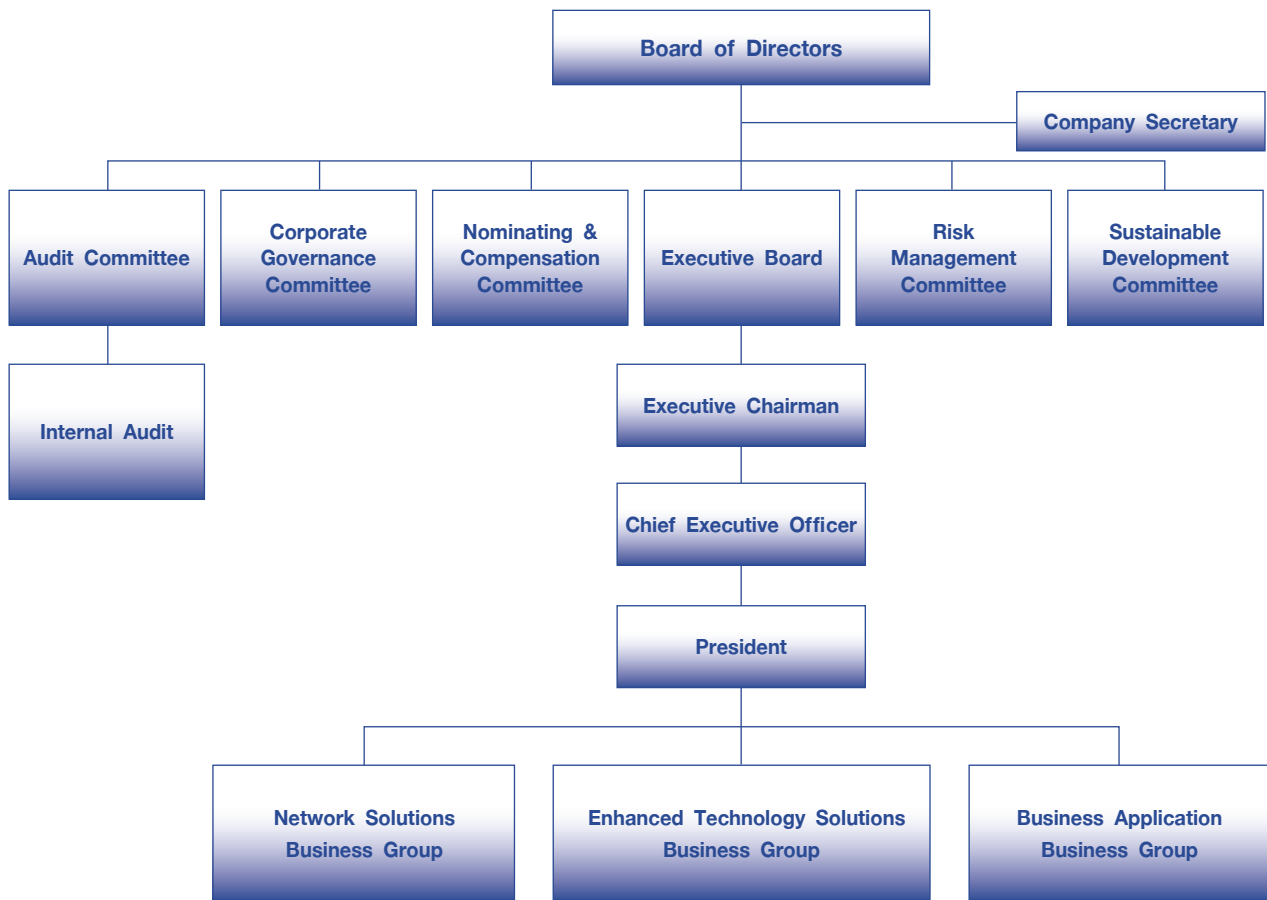 Board of Directors
Company Secretary
Audit Committee
Corporate
Governance
Committee
Nominating &
Compensation
Committee
Executive Board
Risk
Management
Committee
Sustainable
Development
Committee
Internal Audit
Executive Chairman
Chief Executive Officer
President
Network Solutions
Business Group
Enhanced Technology Solutions
Business Group
Business Application
Business Group